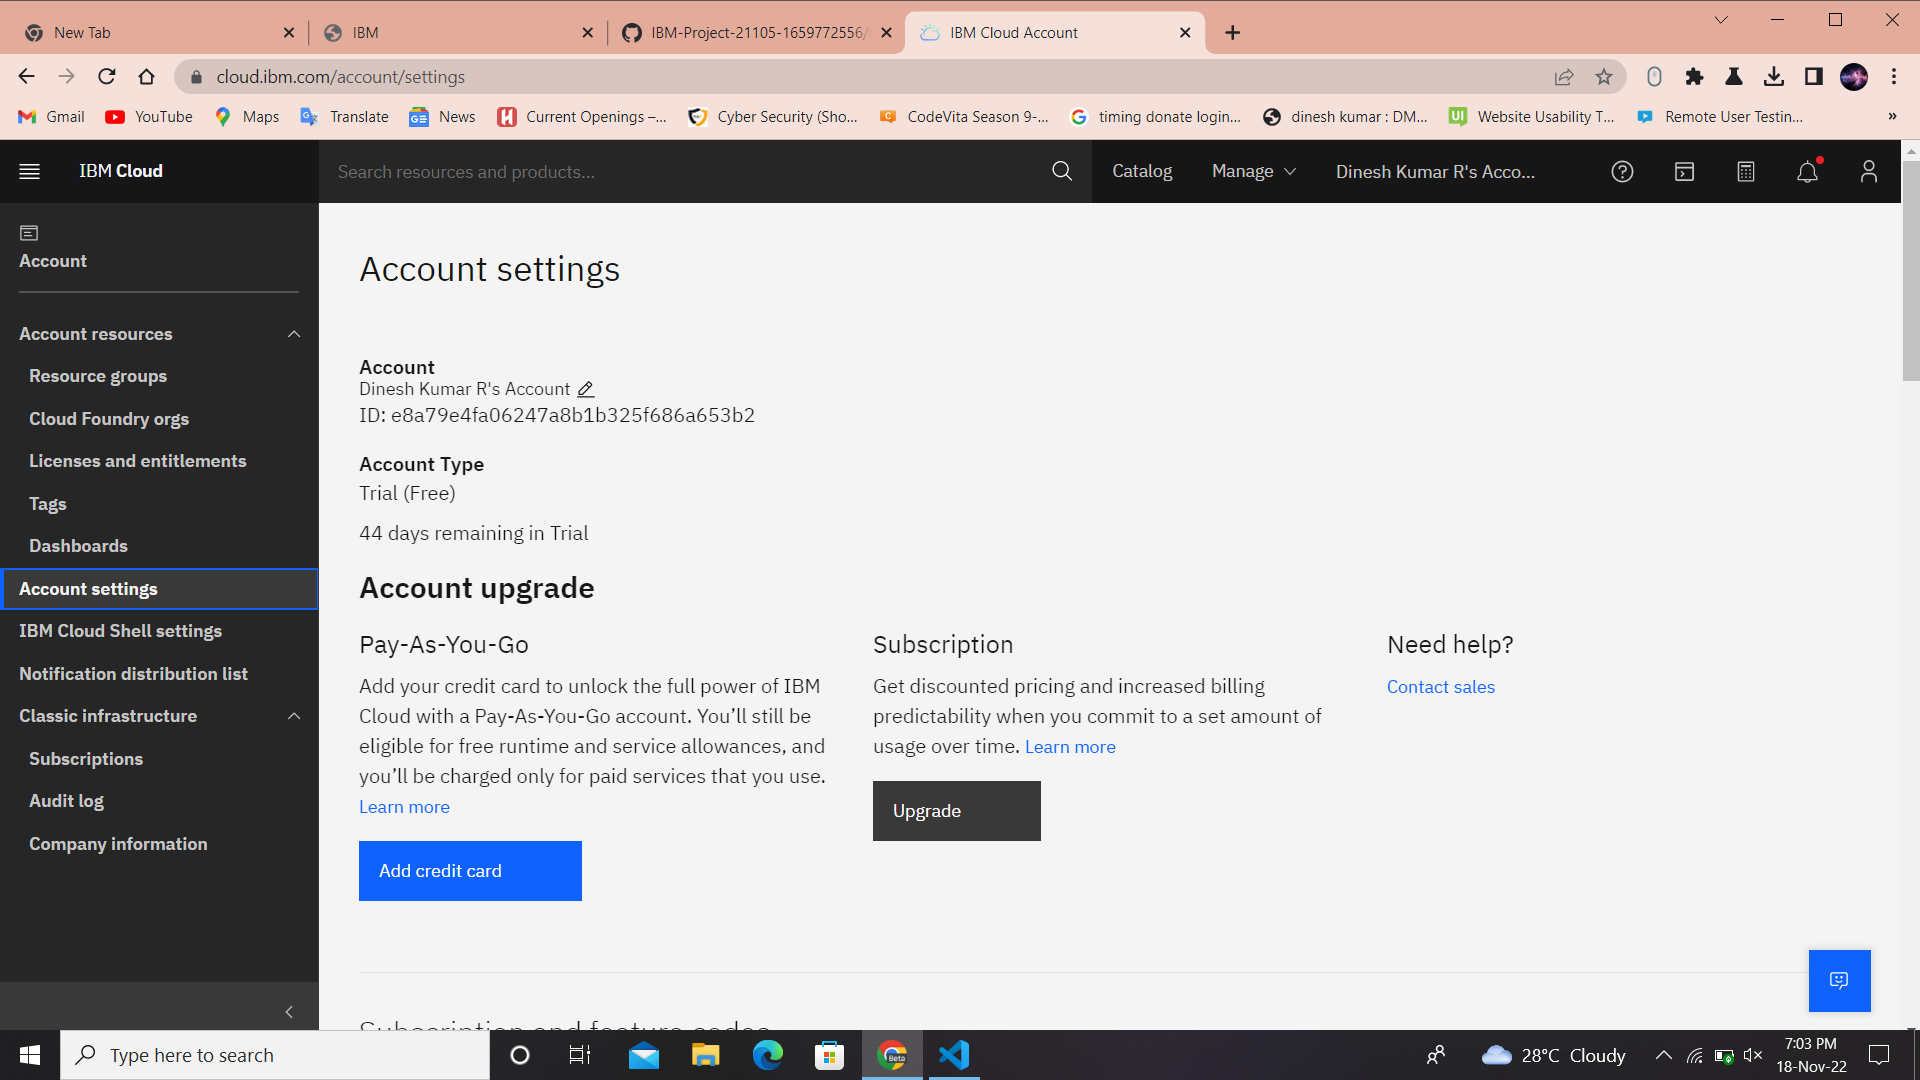 New Tab
IBM
IBM-Project-21105-1659772556/
IBM Cloud Account
cloud.ibm.com/account/settings
Gmail
YouTube
Maps
Translate
News
Current Openings –...
Cyber Security (Sho...
CodeVita Season 9-...
timing donate login...
dinesh kumar : DM...
Website Usability T...
Remote User Testin...
»
IBM Cloud
Search resources and products...
Catalog
Manage
Dinesh Kumar R's Acco...
Account
Account resources
Resource groups
Cloud Foundry orgs
Licenses and entitlements
Tags
Dashboards
Account settings
IBM Cloud Shell settings
Notification distribution list
Classic infrastructure
Subscriptions
Audit log
Company information
Account settings
Account
Dinesh Kumar R's Account
ID: e8a79e4fa06247a8b1b325f686a653b2
Account Type
Trial (Free)
44 days remaining in Trial
Account upgrade
Pay-As-You-Go
Add your credit card to unlock the full power of IBM
Cloud with a Pay-As-You-Go account. You’ll still be
eligible for free runtime and service allowances, and
you’ll be charged only for paid services that you use.
Learn more
Add credit card
Subscription
Get discounted pricing and increased billing
predictability when you commit to a set amount of
usage over time. Learn more
Upgrade
Need help?
Contact sales
Subscription and feature codes
Type here to search
Beta
28°C Cloudy
7:03 PM
18-Nov-22